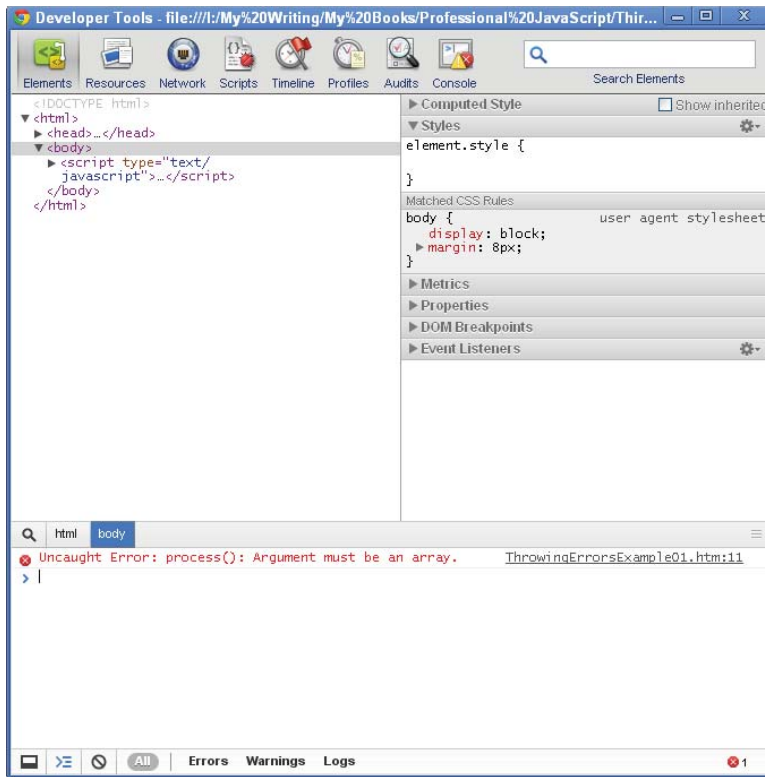 Developer Tools - file:///I:/My%20Writing/My%20Books/Professional%20JavaScript/Thir...
Elements Resources Network Scripts Timeline Profiles Audits Console Search Elements
<!DOCTYPE html>
▼<html>
▶<head>…</head>
▼<body>
▶<script type="text/
javascript">…</script>
</body>
</html>
▶Computed Style Show inherited
▼Styles
element.style {
}
Matched CSS Rules
body { user agent stylesheet
display: block;
▶margin: 8px;
}
▶Metrics
▶Properties
▶DOM Breakpoints
▶Event Listeners
html body
Uncaught Error: process(): Argument must be an array. ThrowingErrorsExample01.htm:11
>
All Errors Warnings Logs 1